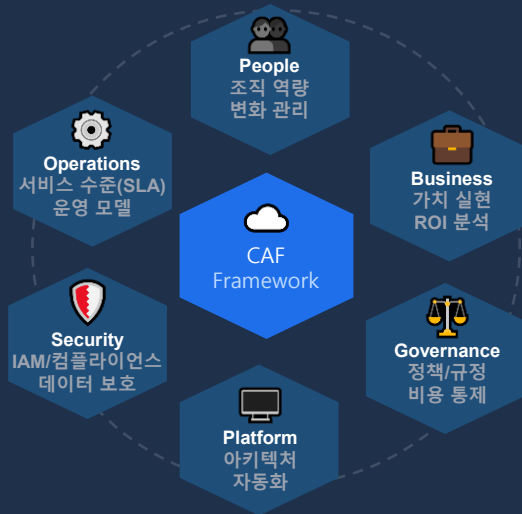 People
조직 역량
변화 관리
Operations
서비스 수준(SLA)
운영 모델
Business
가치 실현
ROI 분석
CAF
Framework
Security
IAM/컴플라이언스
데이터 보호
Governance
정책/규정
비용 통제
Platform
아키텍처
자동화